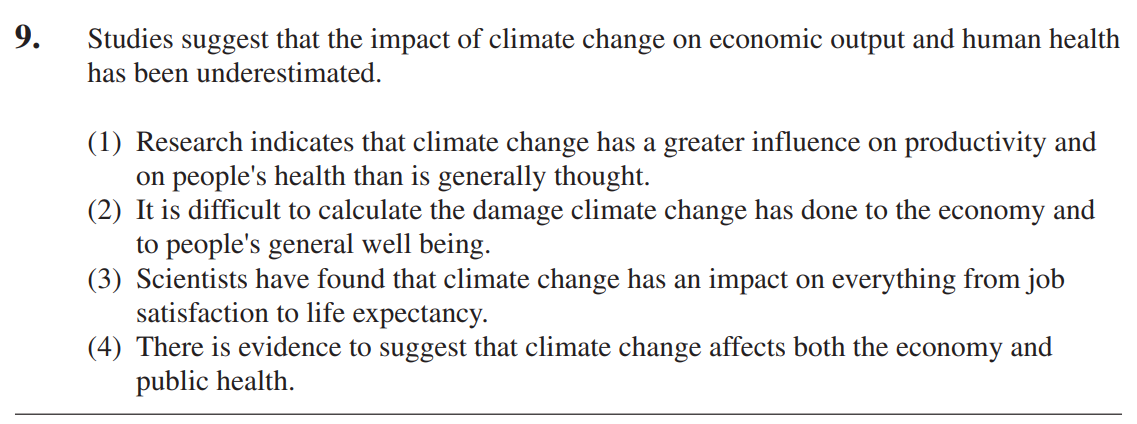 9. Studies suggest that the impact of climate change on economic output and human health
has been underestimated.
(1) Research indicates that climate change has a greater influence on productivity and
on people's health than is generally thought.
(2) It is difficult to calculate the damage climate change has done to the economy and
to people's general well being.
(3) Scientists have found that climate change has an impact on everything from job
satisfaction to life expectancy.
(4) There is evidence to suggest that climate change affects both the economy and
public health.